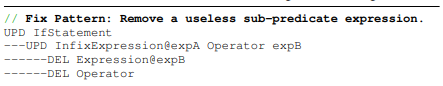 // Fix Pattern: Remove a useless sub-predicate expression.
UPD IfStatement
---UPD InfixExpression@expA Operator expB
------DEL Expression@expB
------DEL Operator